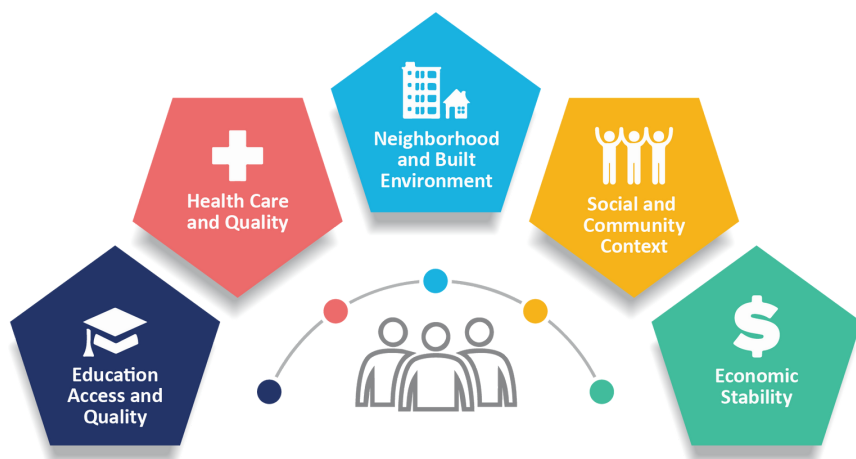 Education
Access and
Quality
Health Care
and Quality
Neighborhood
and Built
Environment
Social and
Community
Context
$
Economic
Stability